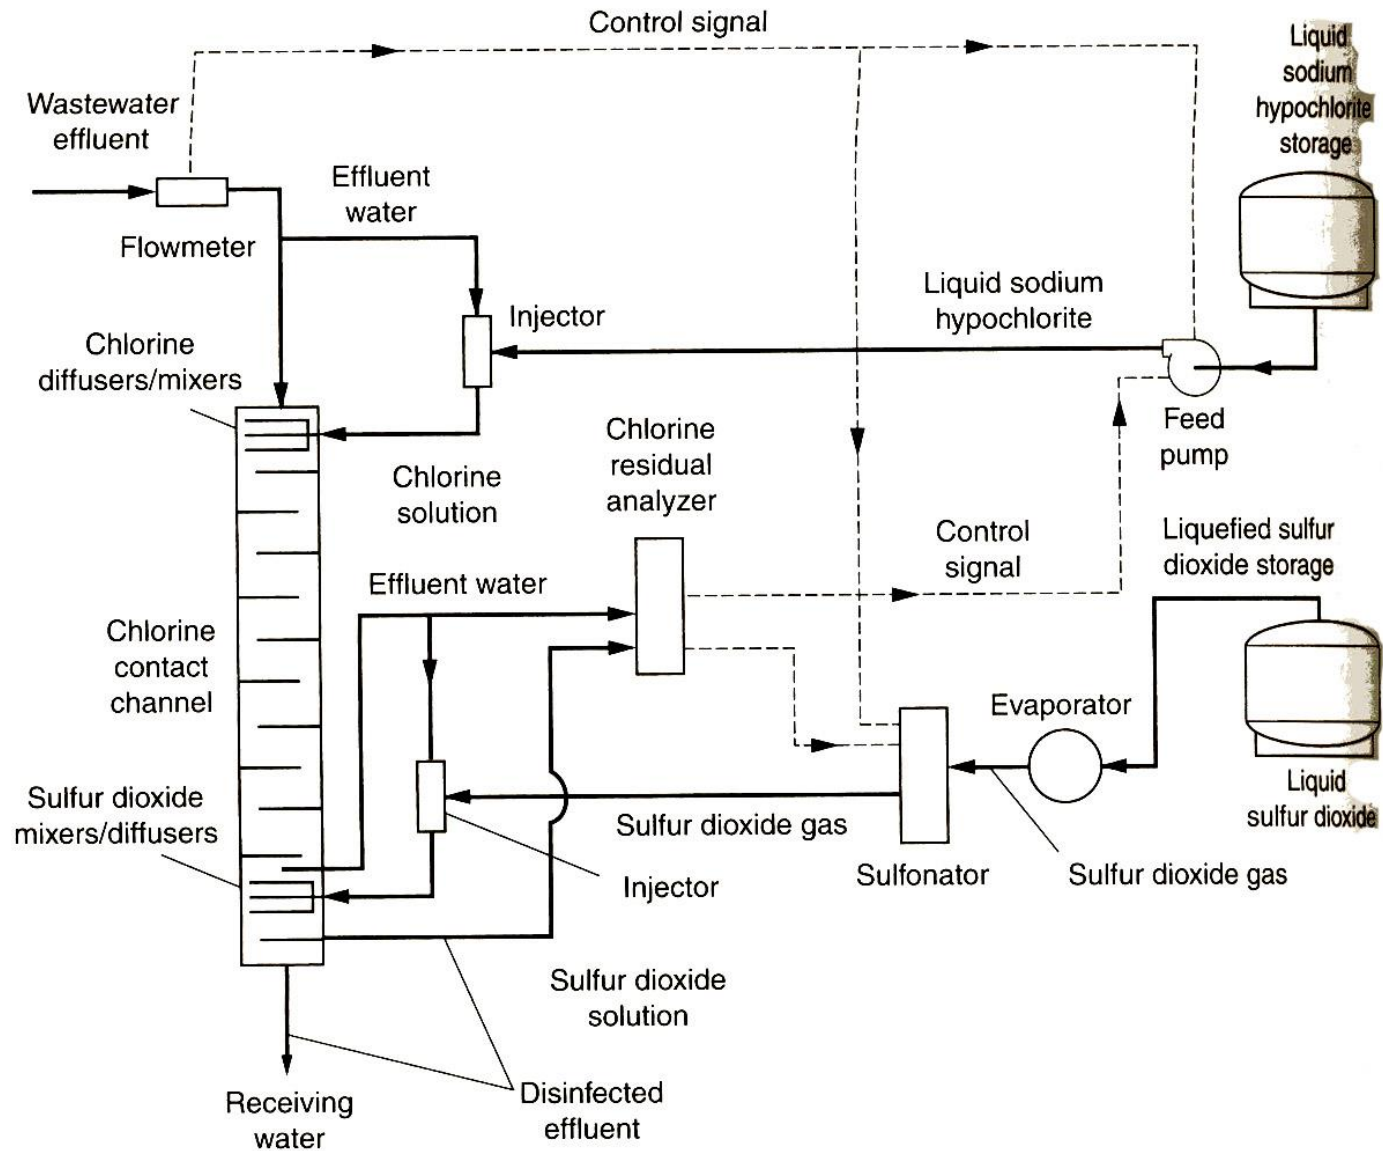 Control signal
Liquid
sodium
hypochlorite
storage
Wastewater
effluent
Effluent
water
Flowmeter
Liquid sodium
hypochlorite
Injector
Chlorine
diffusers/mixers
Feed
pump
Chlorine
residual
analyzer
Chlorine
solution
Control
signal
Liquefied sulfur
dioxide storage
Effluent water
Chlorine
contact
channel
Evaporator
Sulfur dioxide
mixers/diffusers
Liquid
sulfur dioxide
Sulfur dioxide gas
Sulfonator
Sulfur dioxide gas
Injector
Sulfur dioxide
solution
Disinfected
effluent
Receiving
water